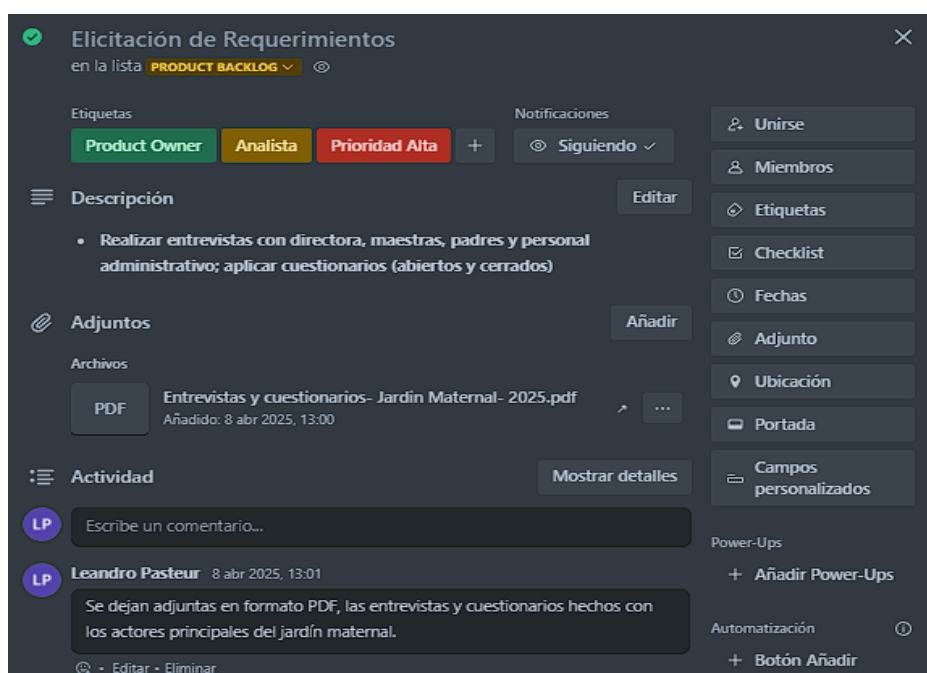 Elicitación de Requerimientos
en la lista PRODUCT BACKLOG
Etiquetas
Notificaciones
Product Owner
Analista
Prioridad Alta
+
Siguiendo
Descripción
Editar
• Realizar entrevistas con directora, maestras, padres y personal
administrativo; aplicar cuestionarios (abiertos y cerrados)
Adjuntos
Añadir
Archivos
PDF
Entrevistas y cuestionarios- Jardin Maternal- 2025.pdf
Añadido: 8 abr 2025, 13:00
Actividad
Mostrar detalles
LP
Escribe un comentario...
LP
Leandro Pasteur 8 abr 2025, 13:01
Se dejan adjuntas en formato PDF, las entrevistas y cuestionarios hechos con
los actores principales del jardín maternal.
• Editar • Eliminar
Unirse
Miembros
Etiquetas
Checklist
Fechas
Adjunto
Ubicación
Portada
Campos
personalizados
Power-Ups
+ Añadir Power-Ups
Automatización
+ Botón Añadir